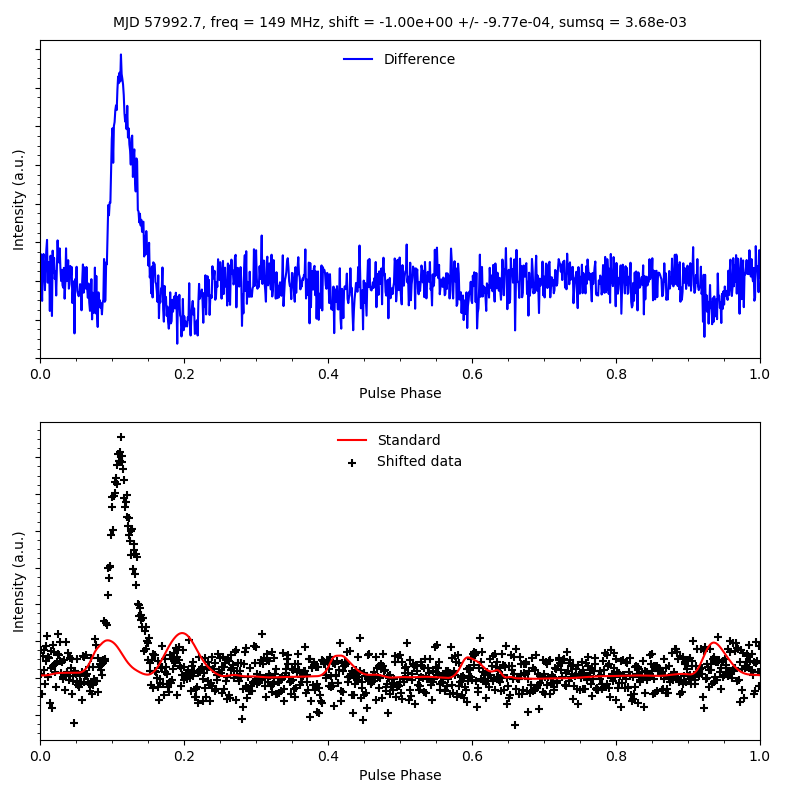 MJD 57992.7, freq = 149 MHz, shift = -1.00e+00 +/- -9.77e-04, sumsq = 3.68e-03
Difference
Intensity (a.u.)
0.0 0.2 0.4 0.6 0.8 1.0
Pulse Phase
Standard
Shifted data
Intensity (a.u.)
0.0 0.2 0.4 0.6 0.8 1.0
Pulse Phase